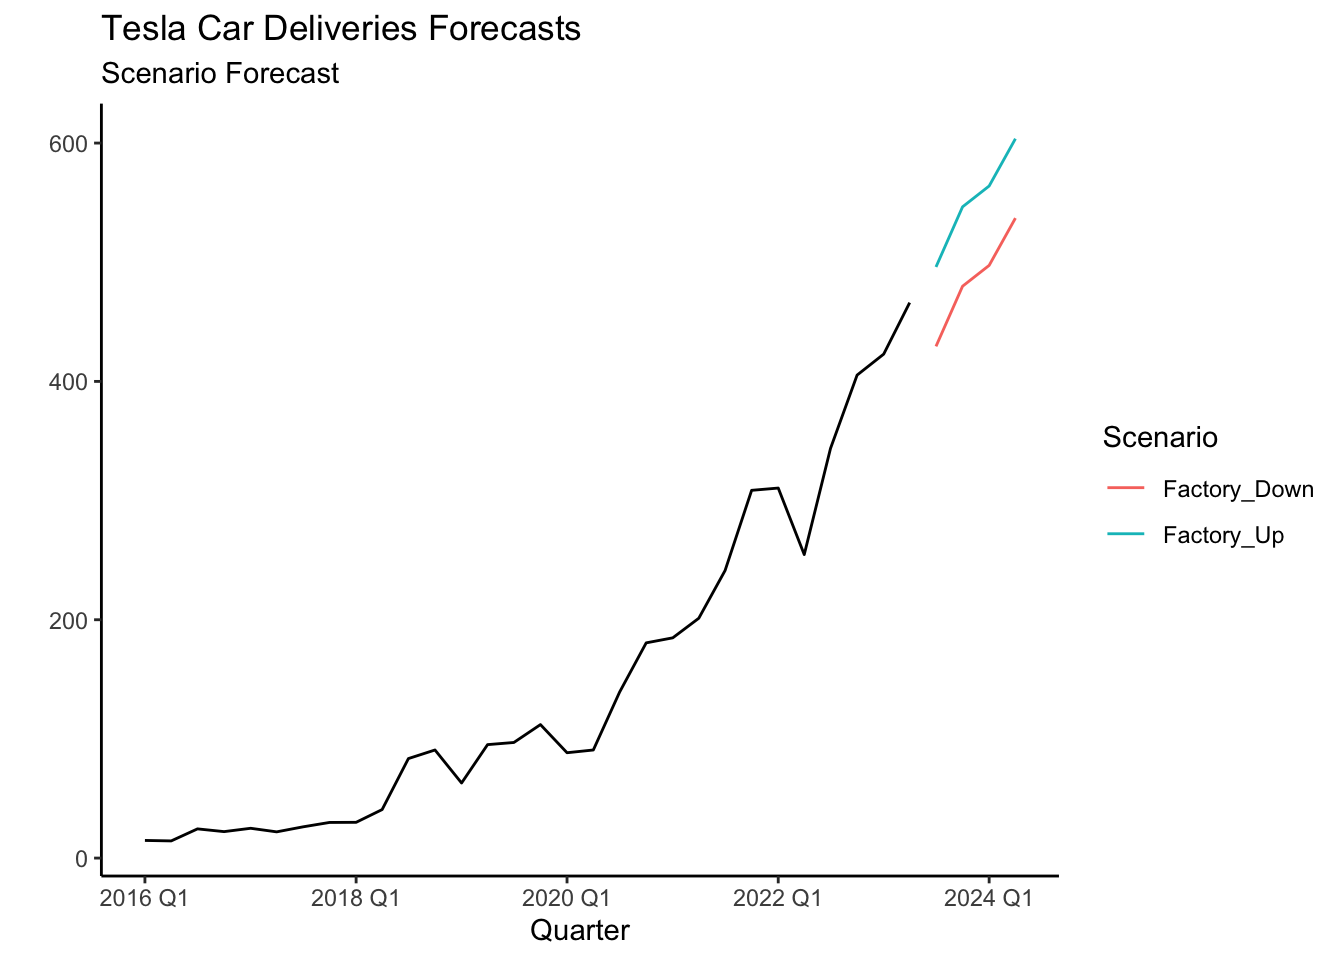 Tesla Car Deliveries Forecasts
Scenario Forecast
600
400
200
0
2016 Q1 2018 Q1 2020 Q1 2022 Q1 2024 Q1
Quarter
Scenario
Factory_Down
Factory_Up